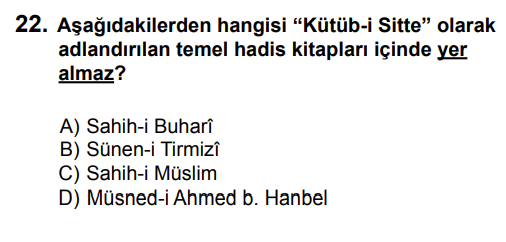 22. Aşağıdakilerden hangisi “Kütüb-i Sitte” olarak
adlandırılan temel hadis kitapları içinde yer
almaz?
A) Sahih-i Buharî
B) Sünen-i Tirmizî
C) Sahih-i Müslim
D) Müsned-i Ahmed b. Hanbel